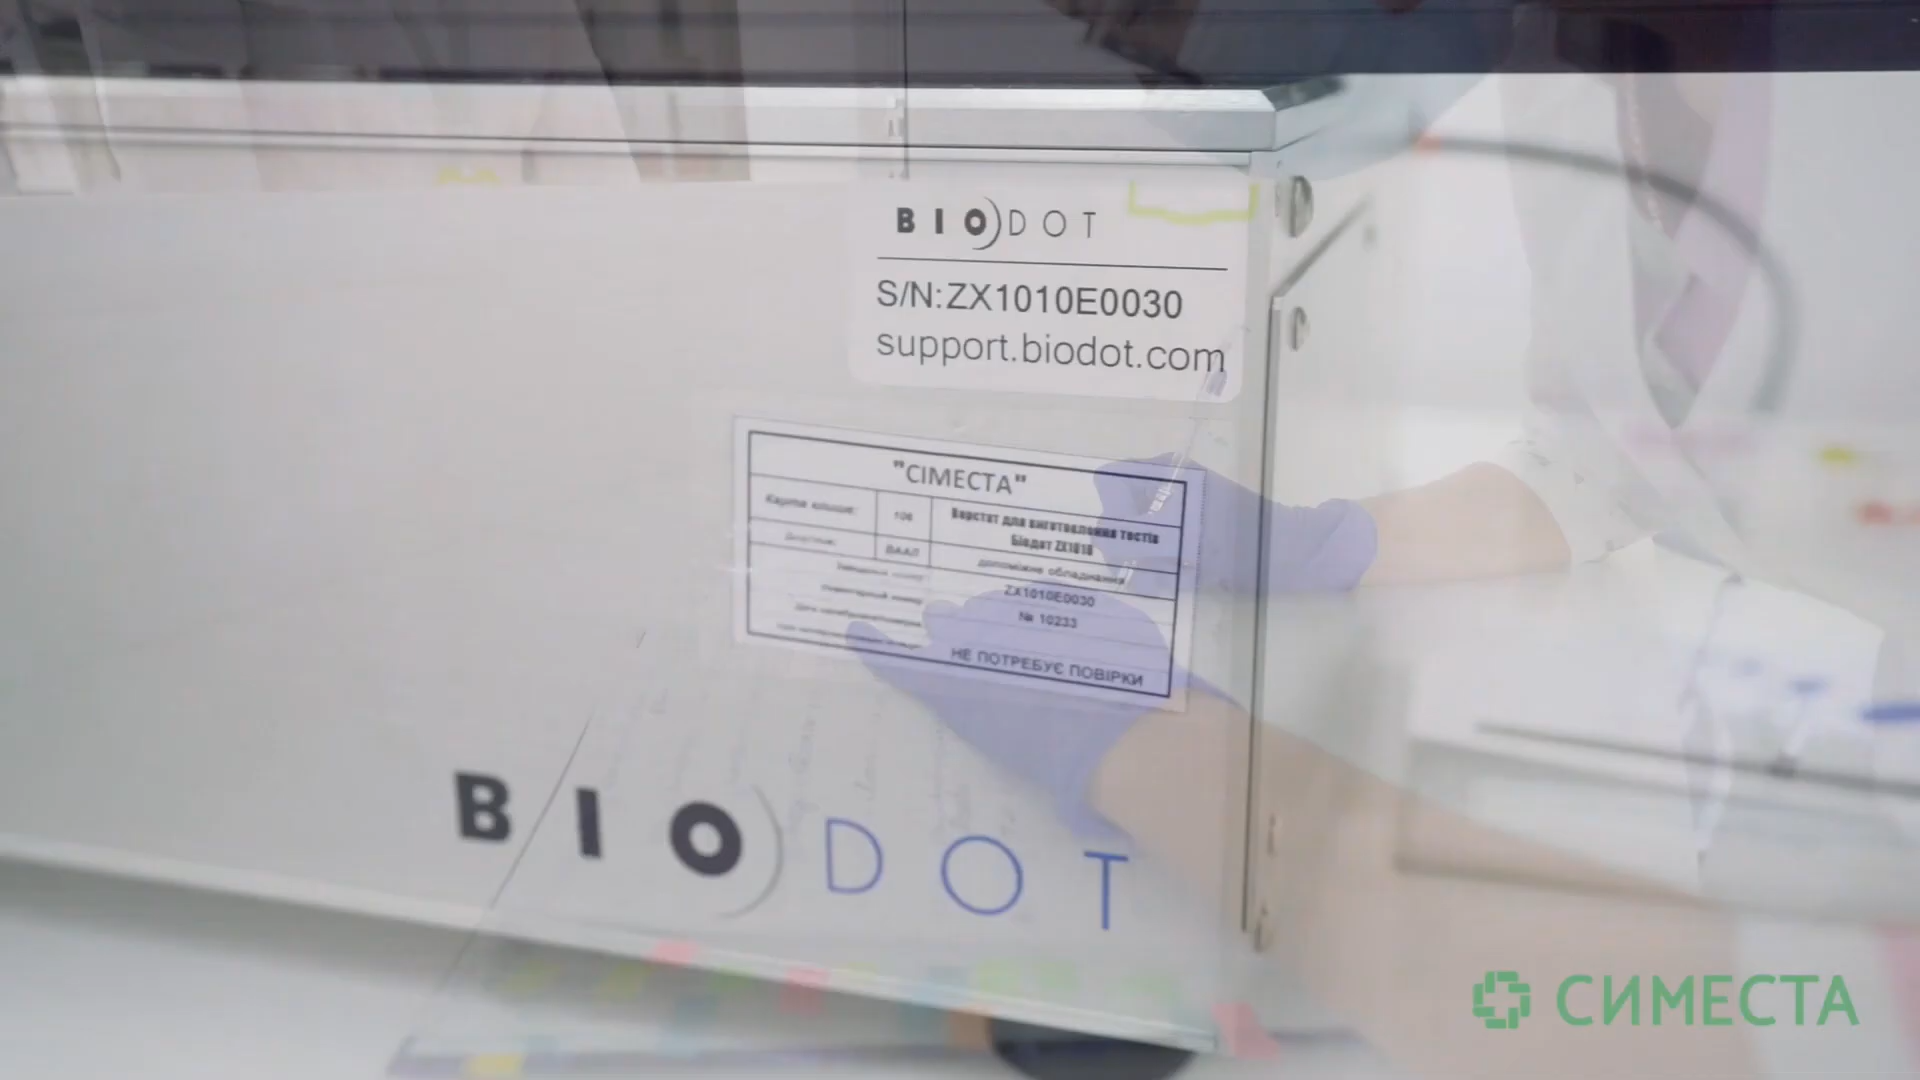 BIODOT
S/N:ZX1010E0030
support.biodot.com
"СІМЕСТА"
106
Верстат для виготовлення тестів
Біодот ZX1010
ВААЛ
допоміжне обладнання
ZX1010E0030
№ 10233
НЕ ПОТРЕБУЄ ПОВІРКИ
BIODOT
СИМЕСТА